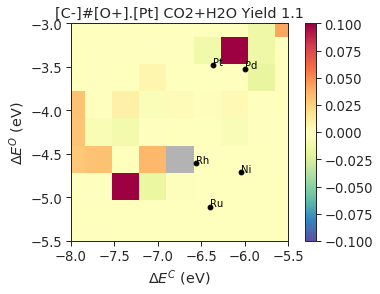 [C-]#[O+].[Pt] CO2+H2O Yield 1.1
−3.0
−3.5
−4.0
−4.5
−5.0
−5.5
ΔE^O (eV)
Pt
Pd
Rh
Ni
Ru
−8.0 −7.5 −7.0 −6.5 −6.0 −5.5
ΔE^C (eV)
0.100
0.075
0.050
0.025
0.000
−0.025
−0.050
−0.075
−0.100